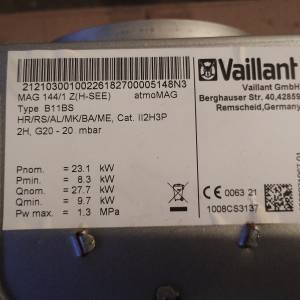 21210300100226182700005148N3
MAG 144/1 Z(H-SEE) atmoMAG
Type B11BS
HR/RS/AL/MK/BA/ME, Cat. II2H3P
2H, G20 - 20 mbar
Pnom. = 23.1 kW
Pmin = 8.3 kW
Qnom = 27.7 kW
Qmin = 9.7 kW
Pw max = 1.3 MPa
Vaillant
Vaillant GmbH
Berghauser Str. 40,42859
Remscheid,Germany
CE 0063 21
1008CS3137